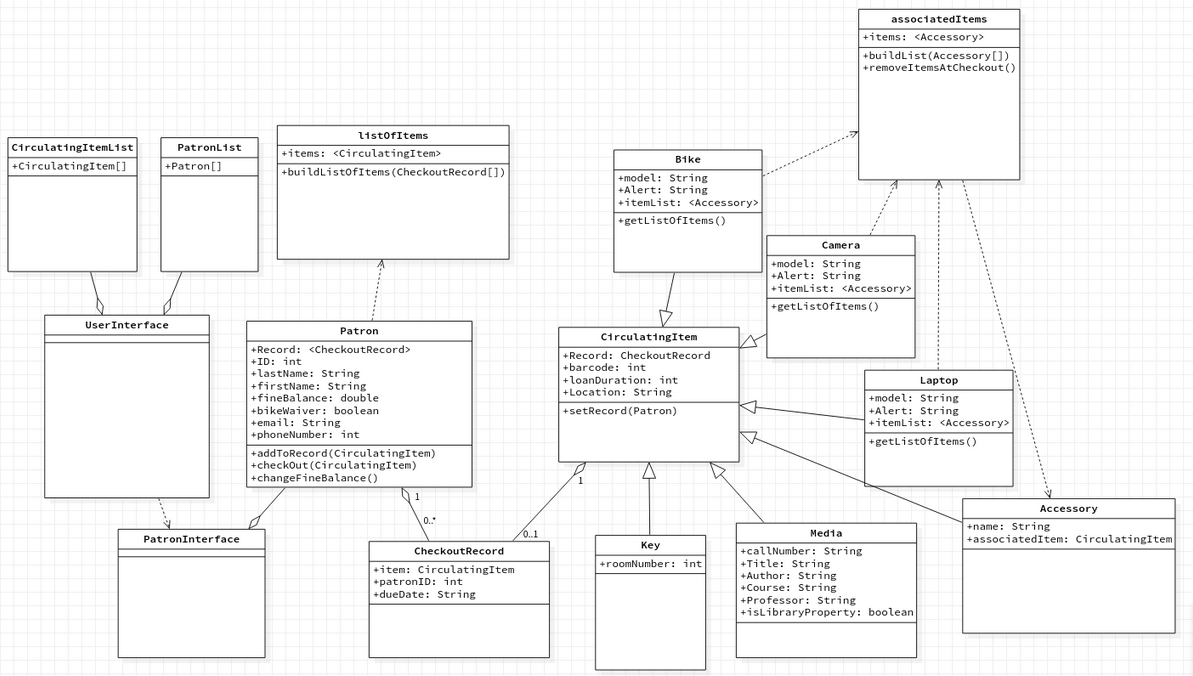 associatedItems
+items: <Accessory>
+buildList(Accessory[])
+removeItemsAtCheckout()
CirculatingItemList
+CirculatingItem[]
PatronList
+Patron[]
listOfItems
+items: <CirculatingItem>
+buildListOfItems(CheckoutRecord[])
Bike
+model: String
+Alert: String
+itemList: <Accessory>
+getListOfItems()
Camera
+model: String
+Alert: String
+itemList: <Accessory>
+getListOfItems()
UserInterface
Patron
+Record: <CheckoutRecord>
+ID: int
+lastName: String
+firstName: String
+fineBalance: double
+bikeWaiver: boolean
+email: String
+phoneNumber: int
+addToRecord(CirculatingItem)
+checkOut(CirculatingItem)
+changeFineBalance()
CirculatingItem
+Record: CheckoutRecord
+barcode: int
+loanDuration: int
+Location: String
+setRecord(Patron)
Laptop
+model: String
+Alert: String
+itemList: <Accessory>
+getListOfItems()
1
0..*
1
0..1
PatronInterface
CheckoutRecord
+item: CirculatingItem
+patronID: int
+dueDate: String
Key
+roomNumber: int
Media
+callNumber: String
+Title: String
+Author: String
+Course: String
+Professor: String
+isLibraryProperty: boolean
Accessory
+name: String
+associatedItem: CirculatingItem